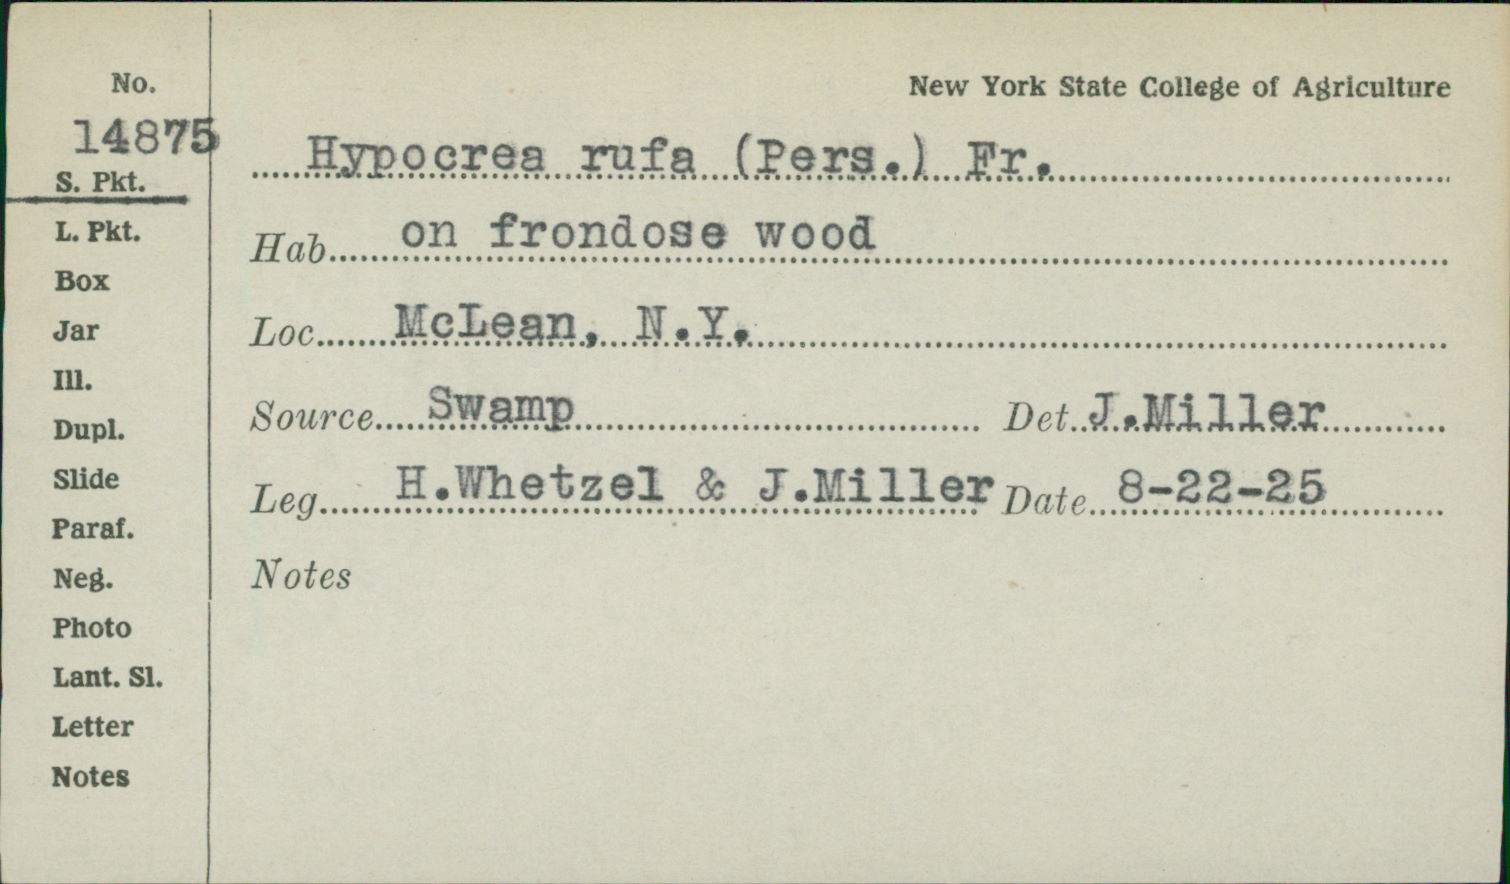 No.
14875
S. Pkt.
L. Pkt.
Box
Jar
Ill.
Dupl.
Slide
Paraf.
Neg.
Photo
Lant. Sl.
Letter
Notes
New York State College of Agriculture
Hypocrea rufa (Pers.) Fr.
Hab. on frondose wood
Loc. McLean, N.Y.
Source Swamp Det. J.Miller
Leg. H.Whetzel & J.Miller Date 8-22-25
Notes